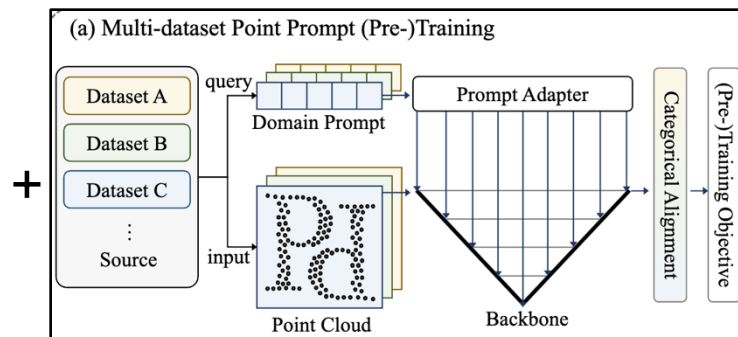 (a) Multi-dataset Point Prompt (Pre-)Training
+
Dataset A
Dataset B
Dataset C
⋮
Source
query
Domain Prompt
input
Point Cloud
Prompt Adapter
Backbone
Categorical Alignment
(Pre-)Training Objective